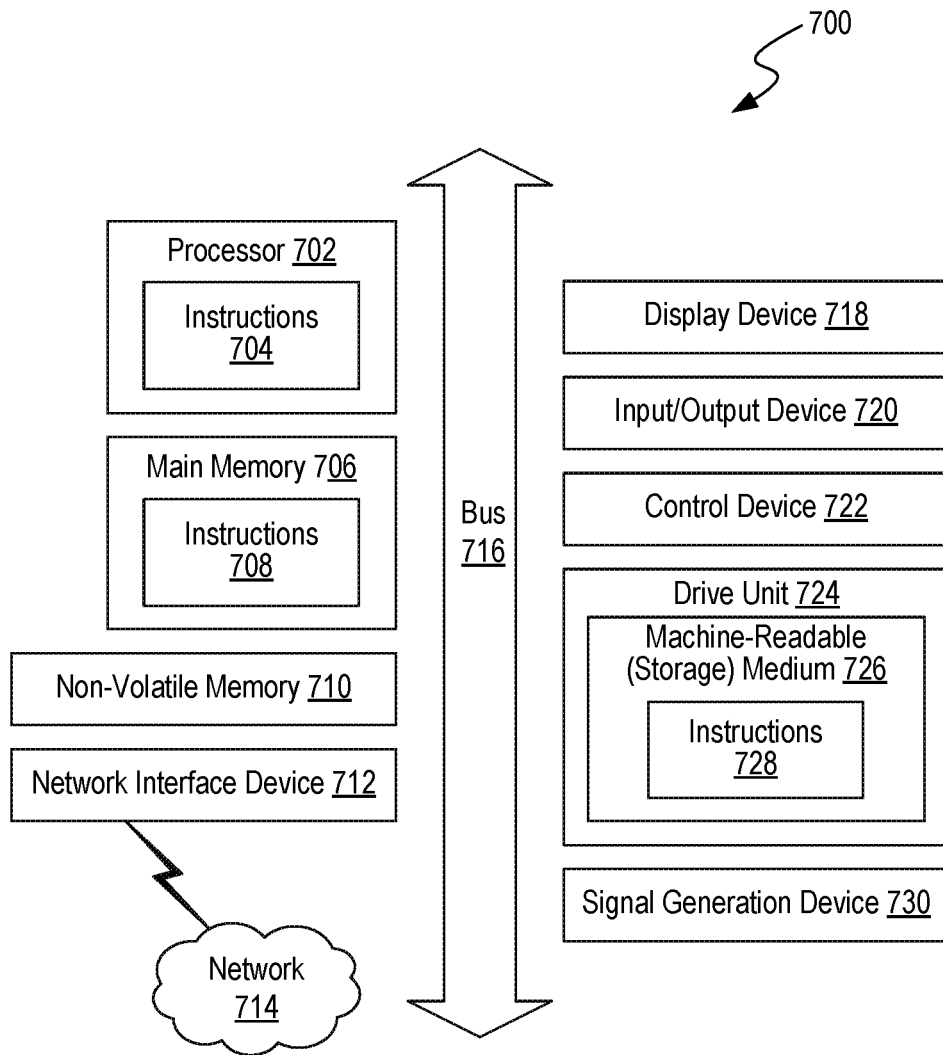 700
Processor 702
Instructions
704
Main Memory 706
Instructions
708
Non-Volatile Memory 710
Network Interface Device 712
Network
714
Bus
716
Display Device 718
Input/Output Device 720
Control Device 722
Drive Unit 724
Machine-Readable
(Storage) Medium 726
Instructions
728
Signal Generation Device 730